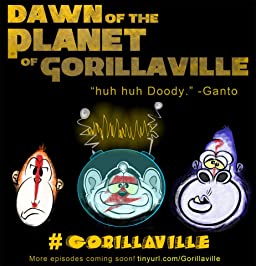 DAWN OF THE
PLANET
OF GORILLAVILLE
"huh huh Doody." -Ganto
#GORILLAVILLE
More episodes coming soon! tinyurl.com/Gorillaville